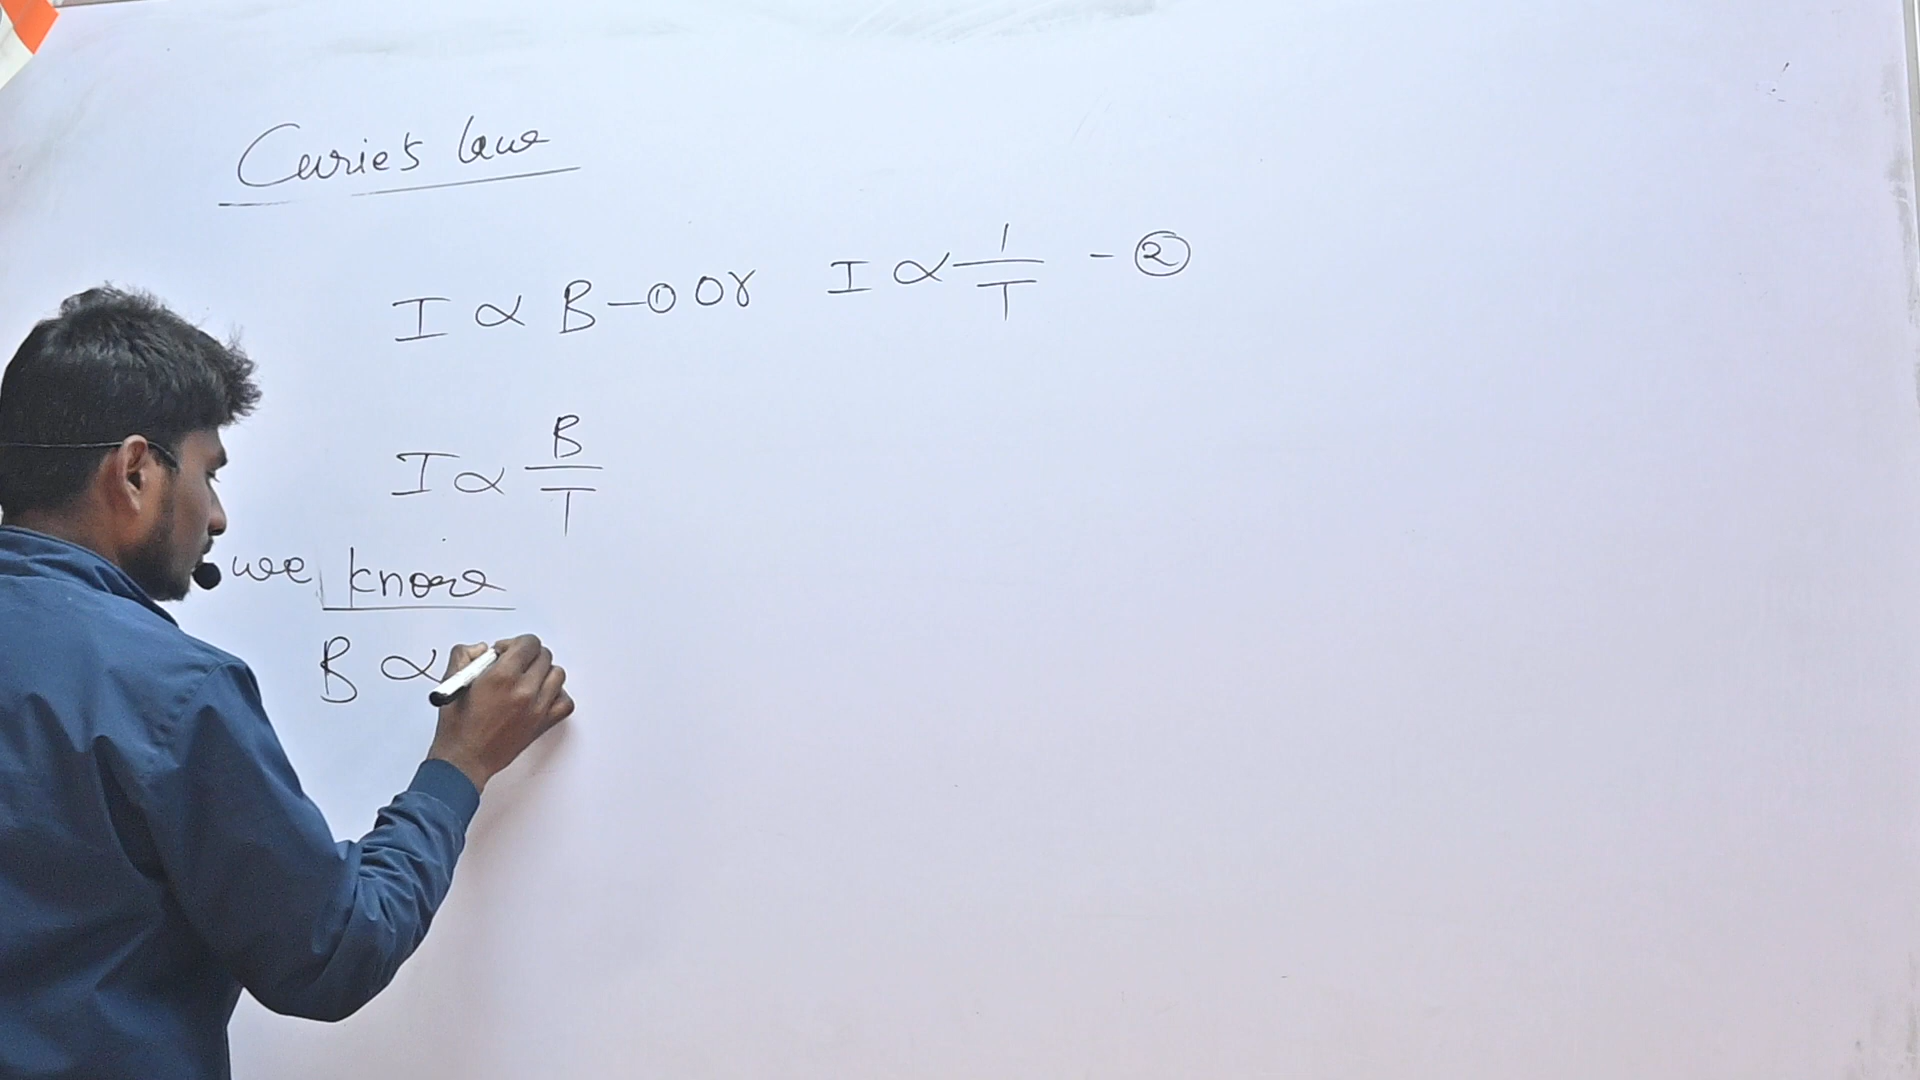 Curie's law
I ∝ B – ① or I ∝ 1/T – ②
I ∝ B/T
we know
B ∝